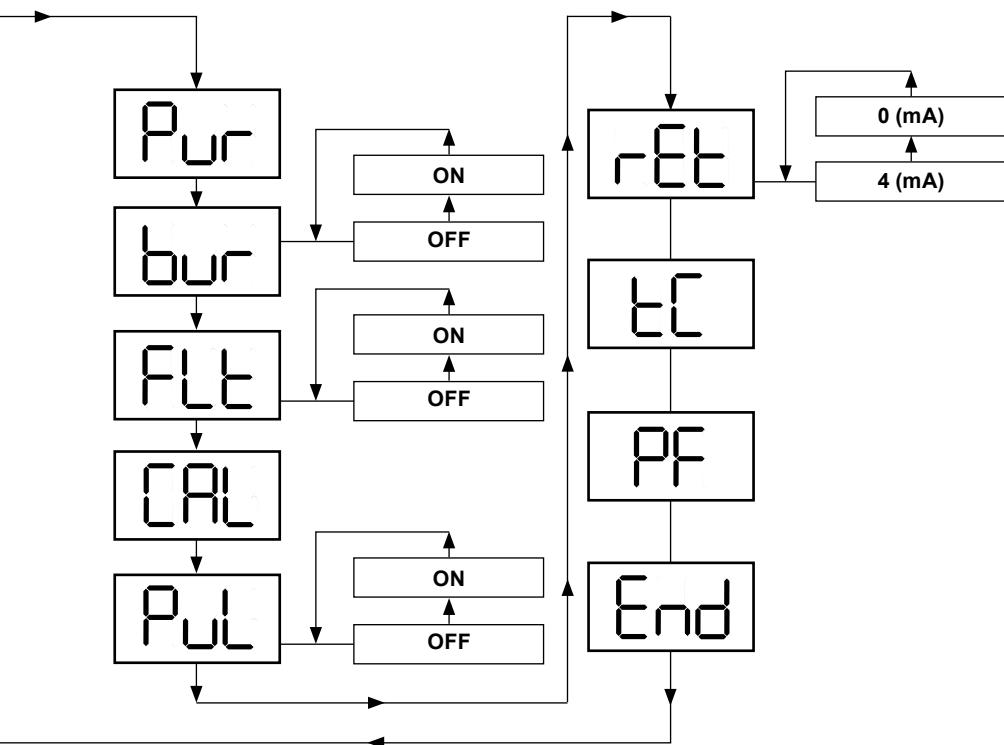 Pur
bur
ON
OFF
FLt
ON
OFF
CAL
PuL
ON
OFF
rEt
0 (mA)
4 (mA)
tC
PF
End